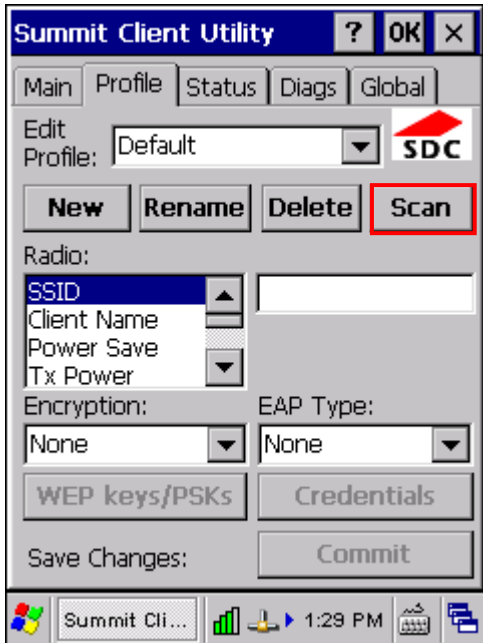 Summit Client Utility ? OK ×
Main Profile Status Diags Global
Edit
Profile: Default
SDC
New Rename Delete Scan
Radio:
SSID
Client Name
Power Save
Tx Power
Encryption: EAP Type:
None None
WEP keys/PSKs Credentials
Save Changes: Commit
Summit Cli... 1:29 PM